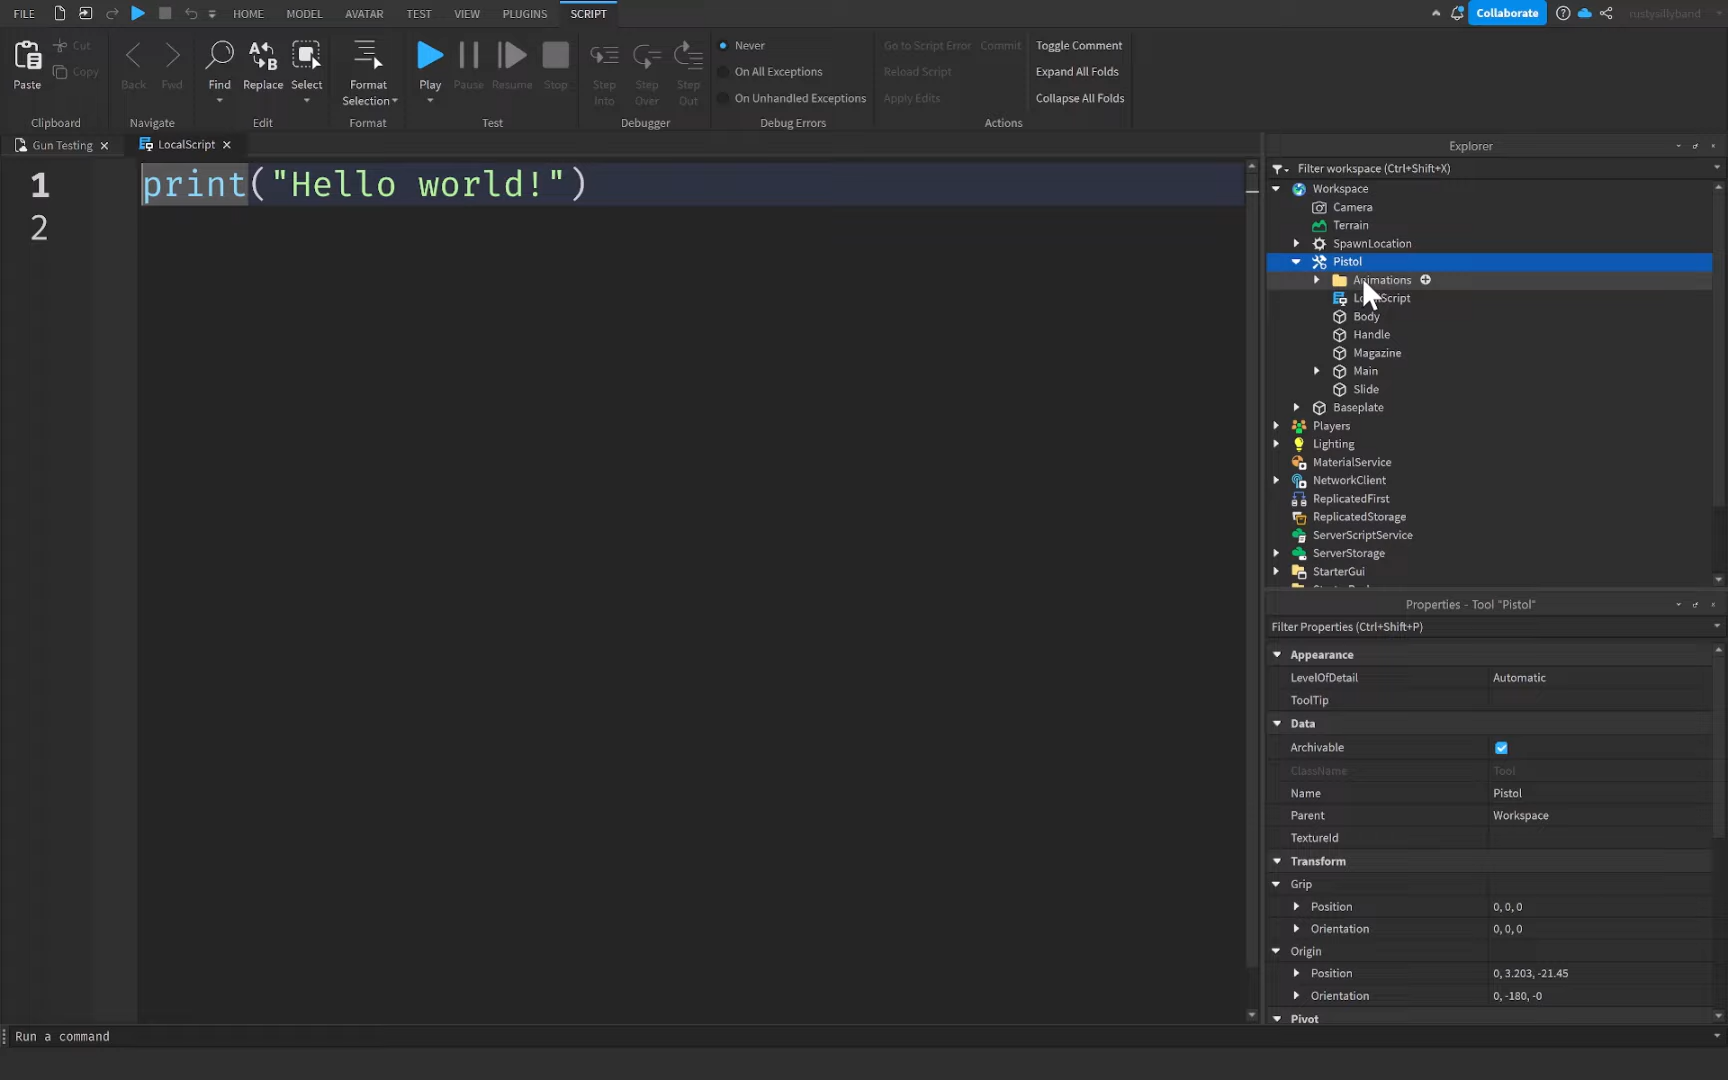 FILE HOME MODEL AVATAR TEST VIEW PLUGINS SCRIPT Collaborate rustysillyband
Paste Cut Copy Back Fwd Find Replace Select Format Selection Play Pause Resume Stop Step Into Step Over Step Out
Never
On All Exceptions
On Unhandled Exceptions
Go to Script Error Commit
Reload Script
Apply Edits
Toggle Comment
Expand All Folds
Collapse All Folds
Clipboard Navigate Edit Format Test Debugger Debug Errors Actions
Gun Testing LocalScript
1 print("Hello world!")
2
Explorer
Filter workspace (Ctrl+Shift+X)
Workspace
Camera
Terrain
SpawnLocation
Pistol
Animations
LocalScript
Body
Handle
Magazine
Main
Slide
Baseplate
Players
Lighting
MaterialService
NetworkClient
ReplicatedFirst
ReplicatedStorage
ServerScriptService
ServerStorage
StarterGui
Properties - Tool "Pistol"
Filter Properties (Ctrl+Shift+P)
Appearance
LevelOfDetail Automatic
ToolTip
Data
Archivable
ClassName Tool
Name Pistol
Parent Workspace
TextureId
Transform
Grip
Position 0, 0, 0
Orientation 0, 0, 0
Origin
Position 0, 3.203, -21.45
Orientation 0, -180, -0
Pivot
Run a command